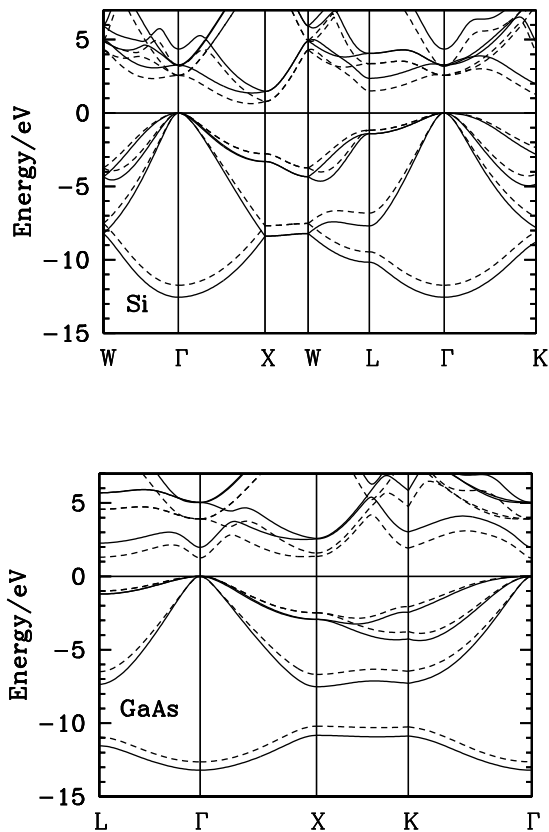 5
0
−5
−10
−15
Energy/eV
Si
W Γ X W L Γ K
5
0
−5
−10
−15
Energy/eV
GaAs
L Γ X K Γ